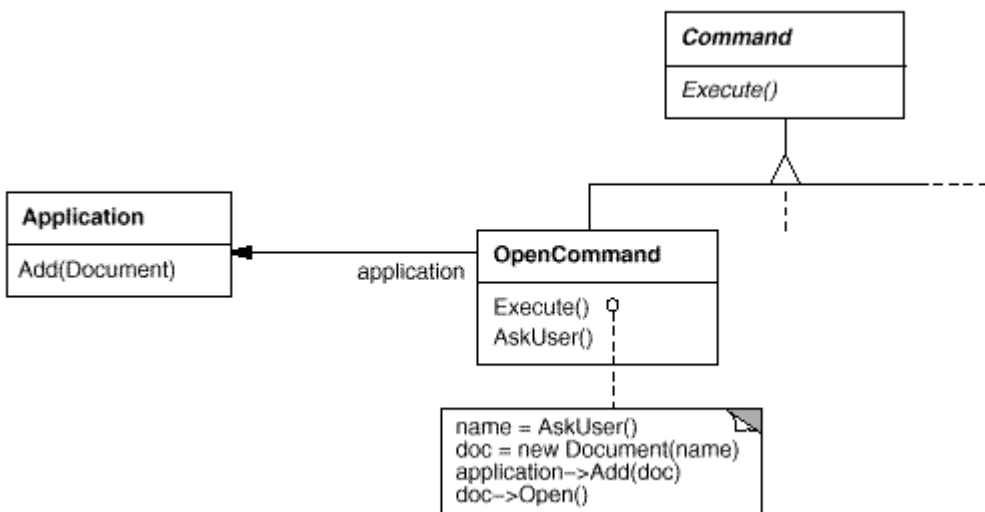 Command
Execute()
Application
Add(Document)
application
OpenCommand
Execute()
AskUser()
name = AskUser()
doc = new Document(name)
application->Add(doc)
doc->Open()